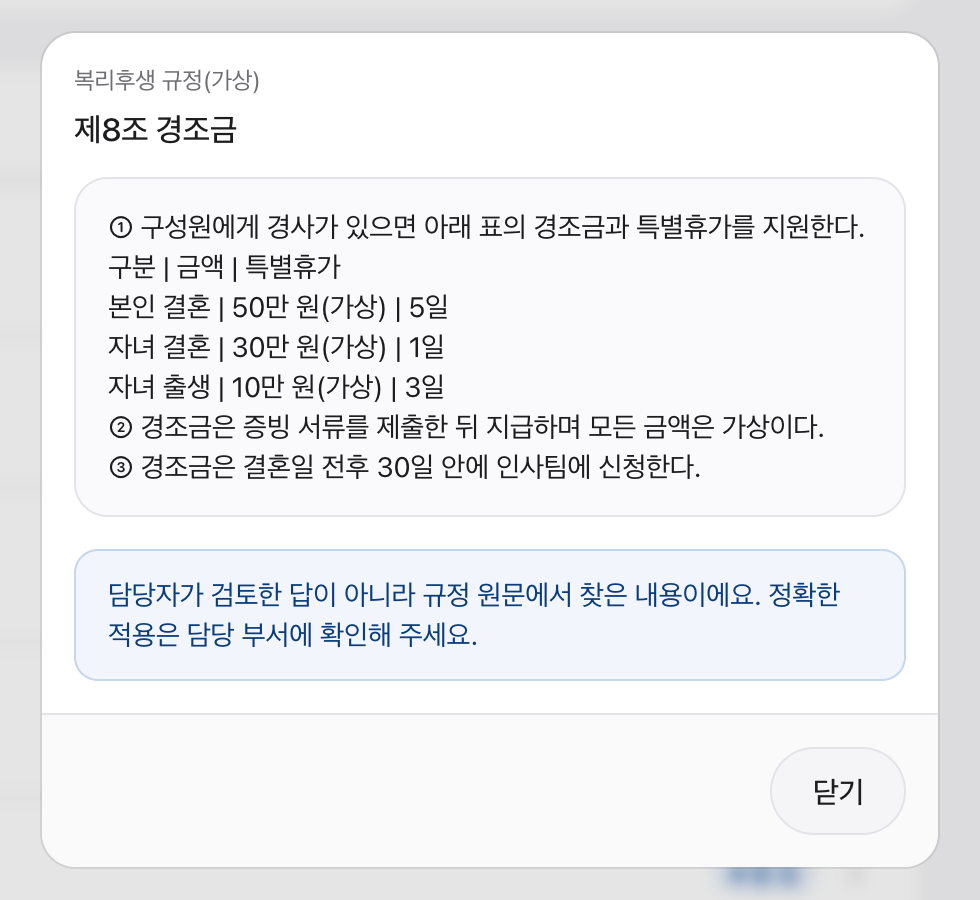 복리후생 규정(가상)
제8조 경조금
① 구성원에게 경사가 있으면 아래 표의 경조금과 특별휴가를 지원한다.
구분 | 금액 | 특별휴가
본인 결혼 | 50만 원(가상) | 5일
자녀 결혼 | 30만 원(가상) | 1일
자녀 출생 | 10만 원(가상) | 3일
② 경조금은 증빙 서류를 제출한 뒤 지급하며 모든 금액은 가상이다.
③ 경조금은 결혼일 전후 30일 안에 인사팀에 신청한다.
담당자가 검토한 답이 아니라 규정 원문에서 찾은 내용이에요. 정확한
적용은 담당 부서에 확인해 주세요.
닫기